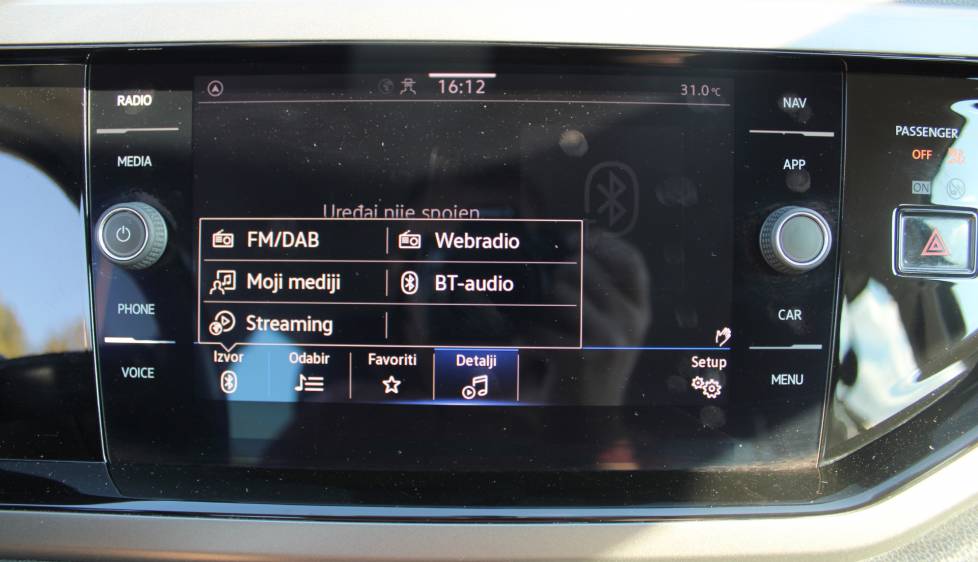 RADIO
MEDIA
PHONE
VOICE
16:12
31.0°C
Uređaj nije spojen
FM/DAB
Webradio
Moji mediji
BT-audio
Streaming
Izvor
Odabir
Favoriti
Detalji
Setup
NAV
APP
CAR
MENU
PASSENGER
OFF
ON